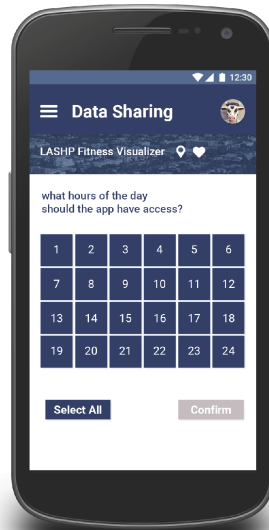 12:30
Data Sharing
LASHP Fitness Visualizer
what hours of the day
should the app have access?
1 2 3 4 5 6
7 8 9 10 11 12
13 14 15 16 17 18
19 20 21 22 23 24
Select All Confirm